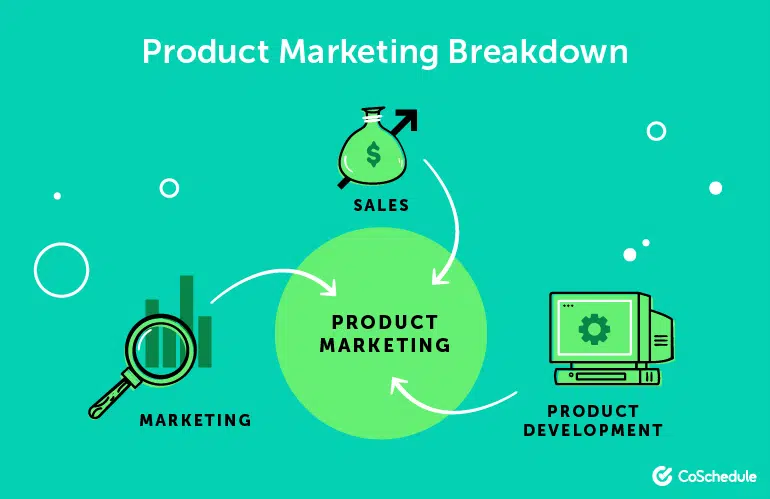 Product Marketing Breakdown
$
SALES
PRODUCT
MARKETING
MARKETING
PRODUCT
DEVELOPMENT
CoSchedule